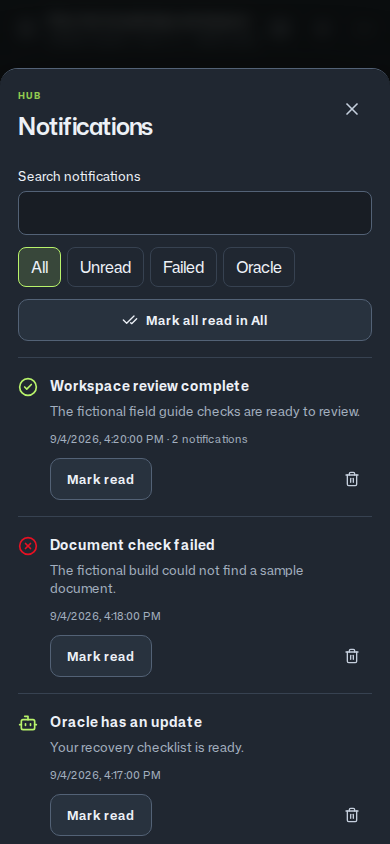 HUB
Notifications
Search notifications
All
Unread
Failed
Oracle
Mark all read in All
Workspace review complete
The fictional field guide checks are ready to review.
9/4/2026, 4:20:00 PM · 2 notifications
Mark read
Document check failed
The fictional build could not find a sample
document.
9/4/2026, 4:18:00 PM
Mark read
Oracle has an update
Your recovery checklist is ready.
9/4/2026, 4:17:00 PM
Mark read